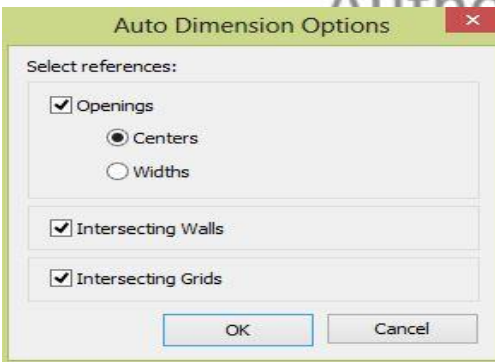 Auto Dimension Options
Select references:
Openings
Centers
Widths
Intersecting Walls
Intersecting Grids
OK Cancel